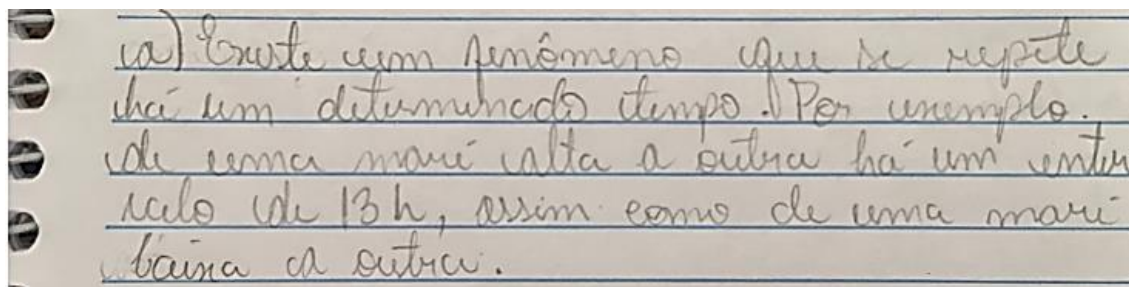 a) Existe um fenômeno que se repete
há um determinado tempo. Por exemplo.
de uma maré alta a outra há um inter
valo de 13 h, assim como de uma maré
baixa a outra.